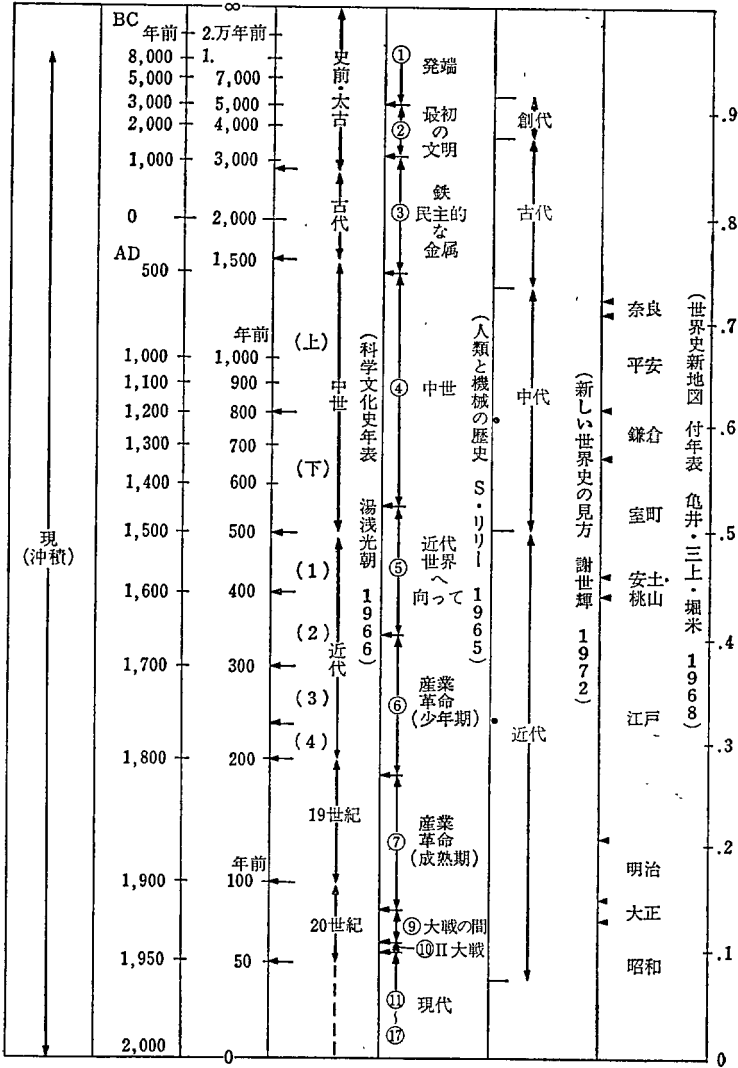 現
(沖積)
BC
年前
8,000
5,000
3,000
2,000
1,000
0
AD
500
1,000
1,100
1,200
1,300
1,400
1,500
1,600
1,700
1,800
1,900
1,950
2,000
∞
2.万年前
1.
7,000
5,000
4,000
3,000
2,000
1,500
年前
1,000
900
800
700
600
500
400
300
200
年前
100
50
0
史前・太古
古代
(上)
中世
(下)
(1)
(2)
近代
(3)
(4)
19世紀
20世紀
(科学文化史年表 湯浅光朝 1966)
① 発端
② 最初
の
文明
③ 鉄
民主的
な
金属
④ 中世
⑤ 近代
世界
へ
向って
⑥ 産業
革命
(少年期)
⑦ 産業
革命
(成熟期)
⑨大戦の間
⑩II大戦
⑪ 現代
~
⑰
(人類と機械の歴史 S・リリー 1965)
創代
古代
中代
近代
(新しい世界史の見方 謝世輝 1972)
奈良
平安
鎌倉
室町
安土・
桃山
江戸
明治
大正
昭和
(世界史新地図 付年表 亀井・三上・堀米 1968)
.9
.8
.7
.6
.5
.4
.3
.2
.1
0